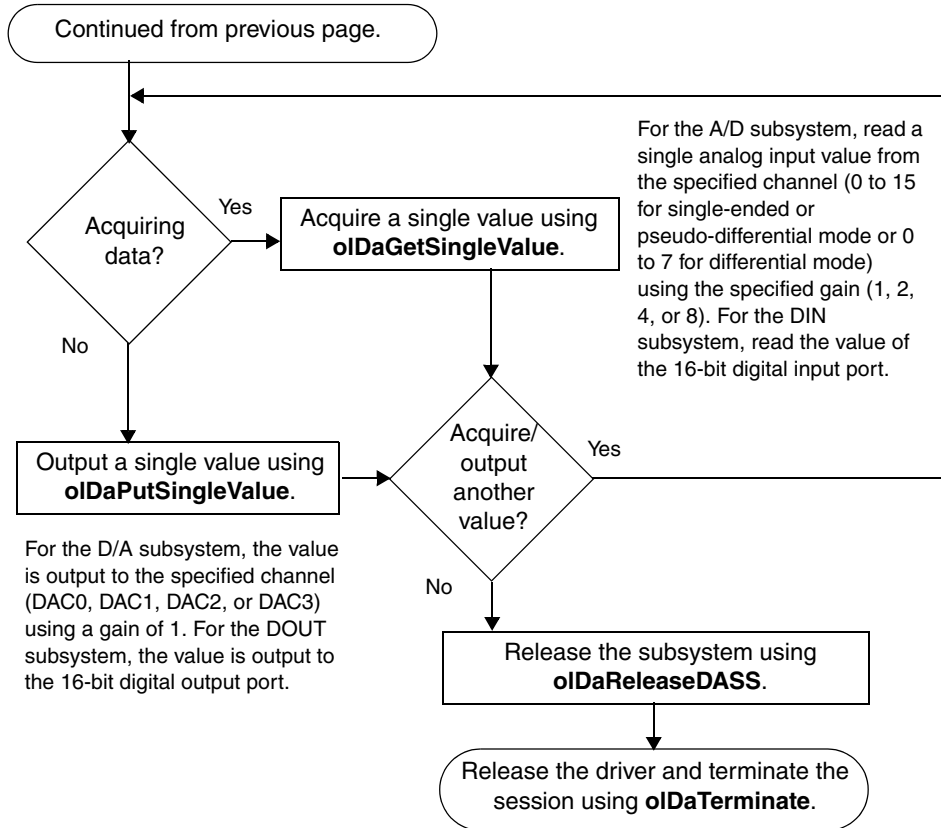 Continued from previous page.
For the A/D subsystem, read a
single analog input value from
the specified channel (0 to 15
for single-ended or
pseudo-differential mode or 0
to 7 for differential mode)
using the specified gain (1, 2,
4, or 8). For the DIN
subsystem, read the value of
the 16-bit digital input port.
Acquiring
data?
Yes
Acquire a single value using
olDaGetSingleValue.
No
Output a single value using
olDaPutSingleValue.
Acquire/
output
another
value?
Yes
For the D/A subsystem, the value
is output to the specified channel
(DAC0, DAC1, DAC2, or DAC3)
using a gain of 1. For the DOUT
subsystem, the value is output to
the 16-bit digital output port.
No
Release the subsystem using
olDaReleaseDASS.
Release the driver and terminate the
session using olDaTerminate.